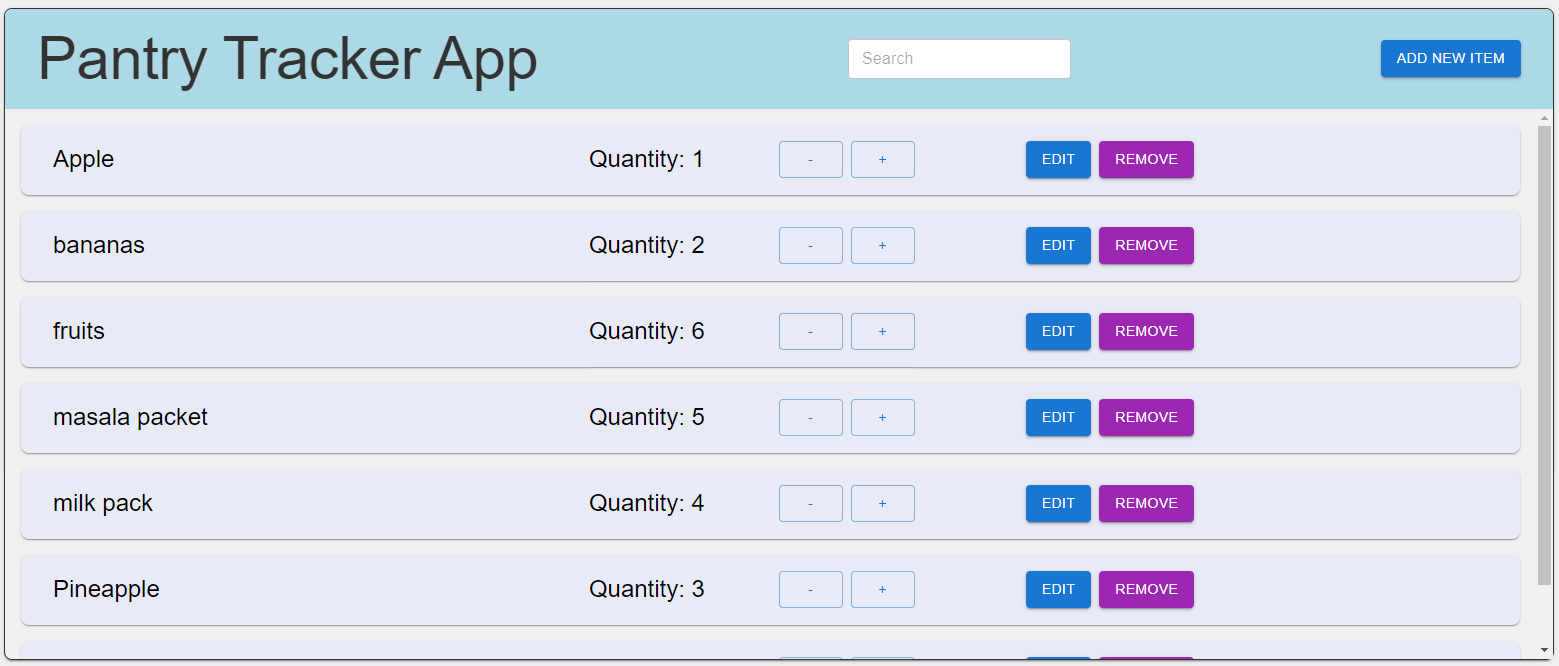 Pantry Tracker App Search ADD NEW ITEM
Apple Quantity: 1 - + EDIT REMOVE
bananas Quantity: 2 - + EDIT REMOVE
fruits Quantity: 6 - + EDIT REMOVE
masala packet Quantity: 5 - + EDIT REMOVE
milk pack Quantity: 4 - + EDIT REMOVE
Pineapple Quantity: 3 - + EDIT REMOVE